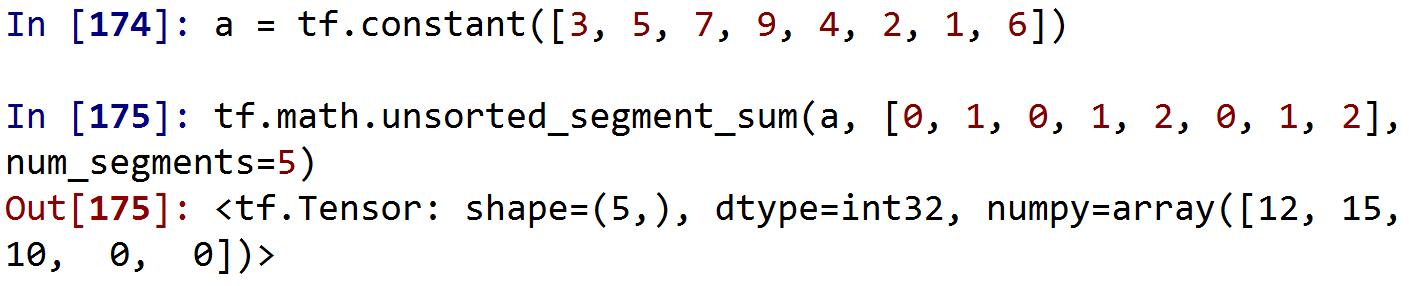 In [174]: a = tf.constant([3, 5, 7, 9, 4, 2, 1, 6])
In [175]: tf.math.unsorted_segment_sum(a, [0, 1, 0, 1, 2, 0, 1, 2],
num_segments=5)
Out[175]: <tf.Tensor: shape=(5,), dtype=int32, numpy=array([12, 15,
10,  0,  0])>